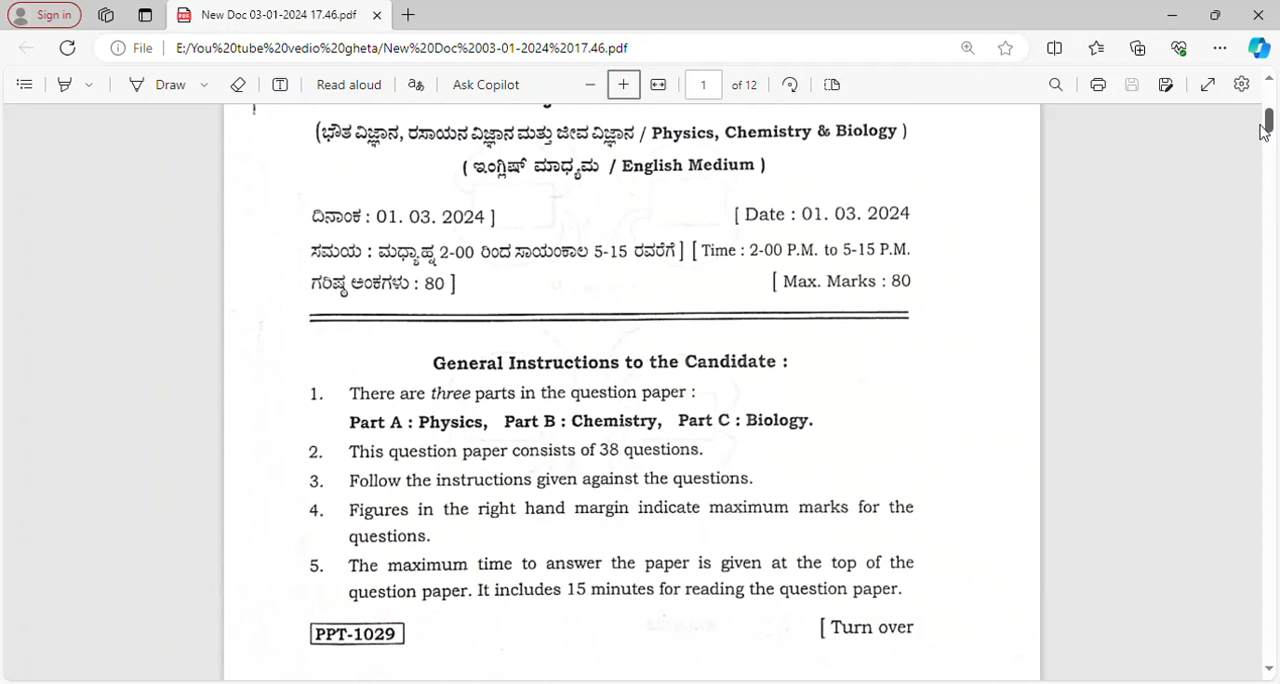 Sign in
New Doc 03-01-2024 17.46.pdf
File
E:/You%20tube%20vedio%20gheta/New%20Doc%2003-01-2024%2017.46.pdf
Draw
Read aloud
Ask Copilot
1 of 12
(ಭೌತ ವಿಜ್ಞಾನ, ರಸಾಯನ ವಿಜ್ಞಾನ ಮತ್ತು ಜೀವ ವಿಜ್ಞಾನ / Physics, Chemistry & Biology )
( ಇಂಗ್ಲಿಷ್ ಮಾಧ್ಯಮ / English Medium )
ದಿನಾಂಕ : 01. 03. 2024 ] [ Date : 01. 03. 2024
ಸಮಯ : ಮಧ್ಯಾಹ್ನ 2-00 ರಿಂದ ಸಾಯಂಕಾಲ 5-15 ರವರೆಗೆ ] [ Time : 2-00 P.M. to 5-15 P.M.
ಗರಿಷ್ಠ ಅಂಕಗಳು : 80 ] [ Max. Marks : 80
General Instructions to the Candidate :
1. There are three parts in the question paper :
Part A : Physics, Part B : Chemistry, Part C : Biology.
2. This question paper consists of 38 questions.
3. Follow the instructions given against the questions.
4. Figures in the right hand margin indicate maximum marks for the
questions.
5. The maximum time to answer the paper is given at the top of the
question paper. It includes 15 minutes for reading the question paper.
PPT-1029 [ Turn over